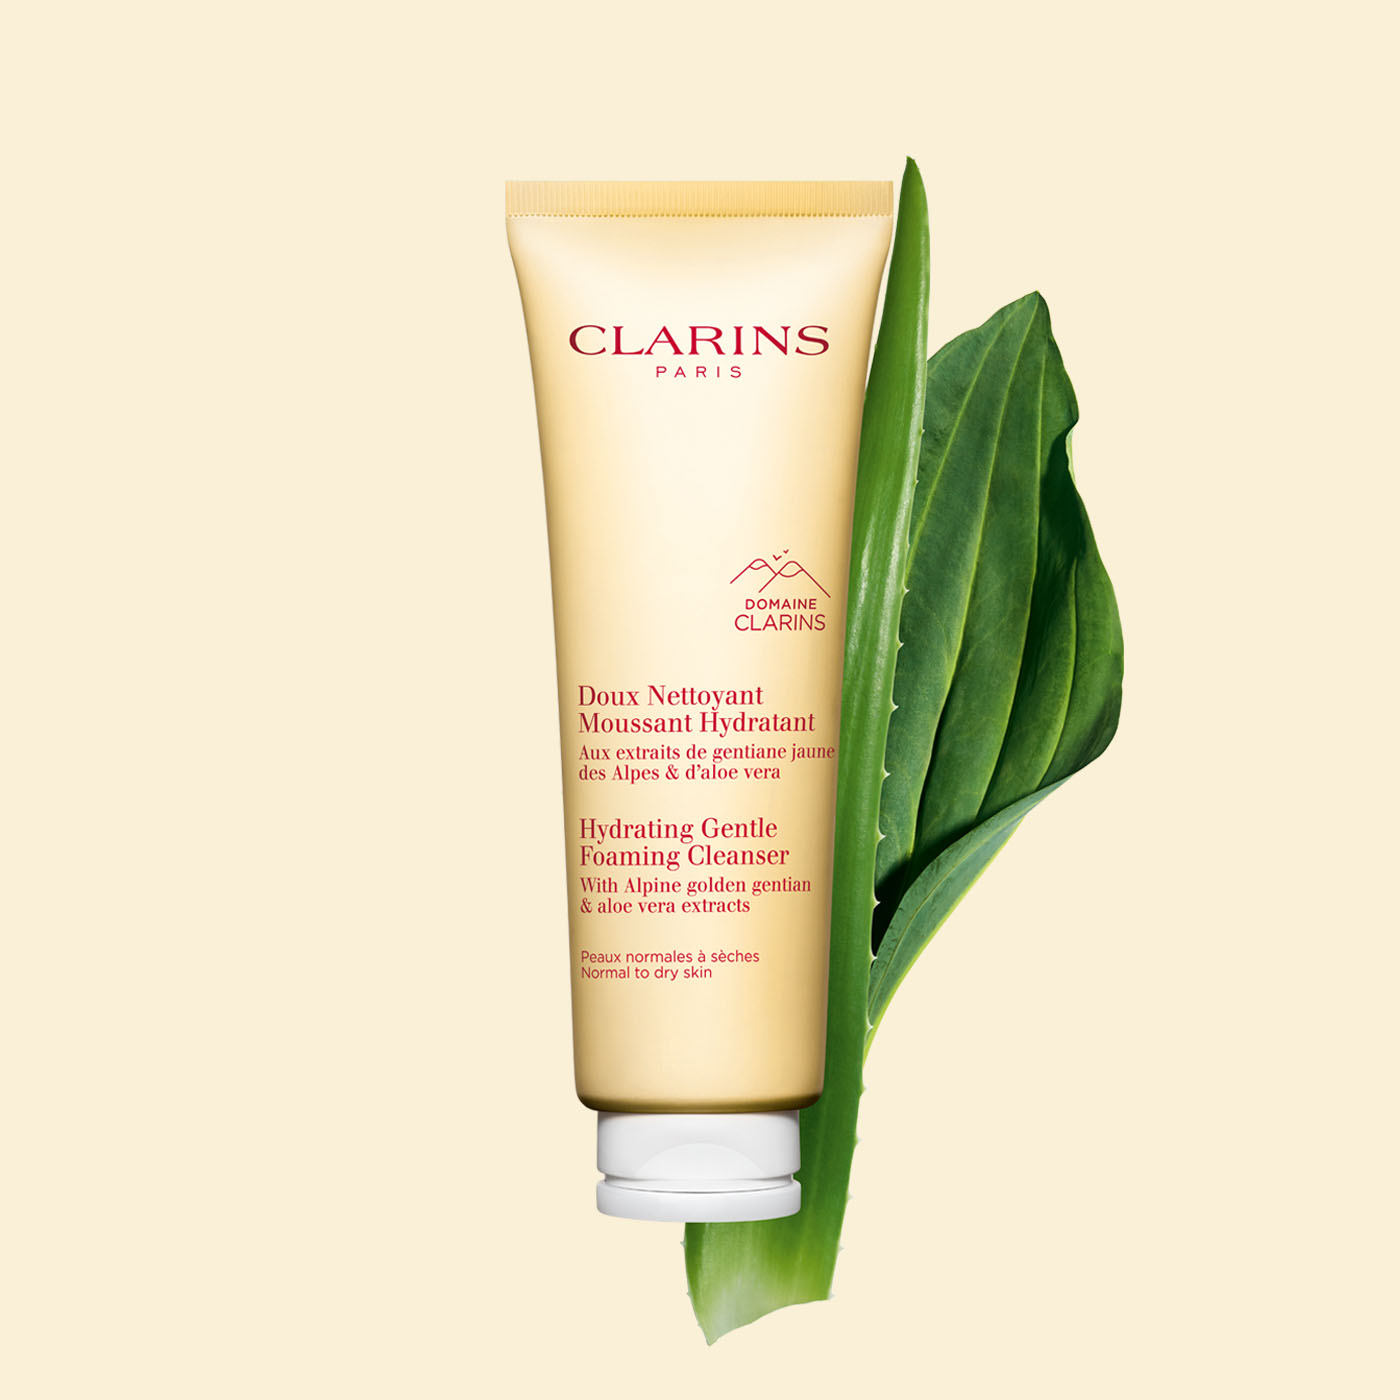 CLARINS
PARIS
DOMAINE
CLARINS
Doux Nettoyant
Moussant Hydratant
Aux extraits de gentiane jaune
des Alpes & d'aloe vera
Hydrating Gentle
Foaming Cleanser
With Alpine golden gentian
& aloe vera extracts
Peaux normales à sèches
Normal to dry skin